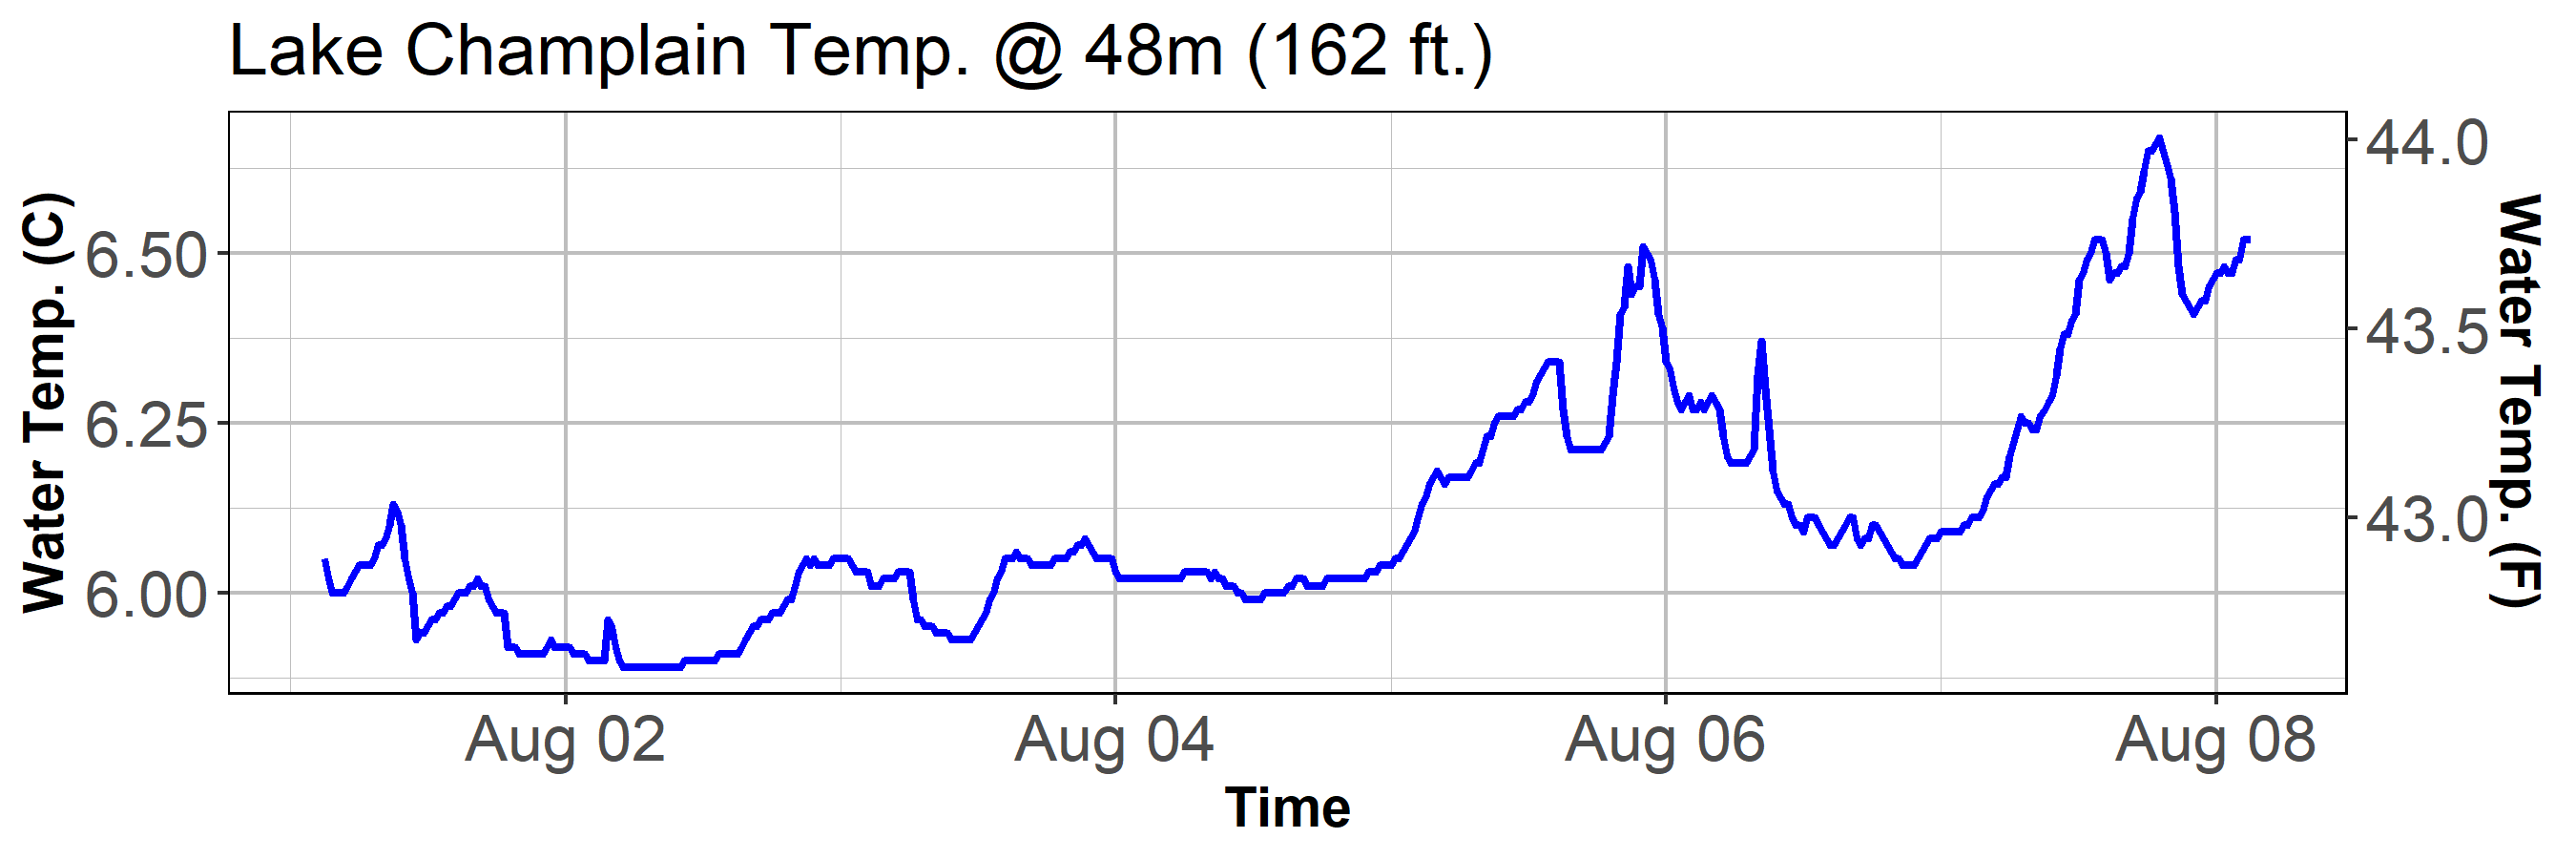 Lake Champlain Temp. @ 48m (162 ft.)
Water Temp. (C)
6.50
6.25
6.00
44.0
43.5
43.0
Water Temp. (F)
Aug 02 Aug 04 Aug 06 Aug 08
Time